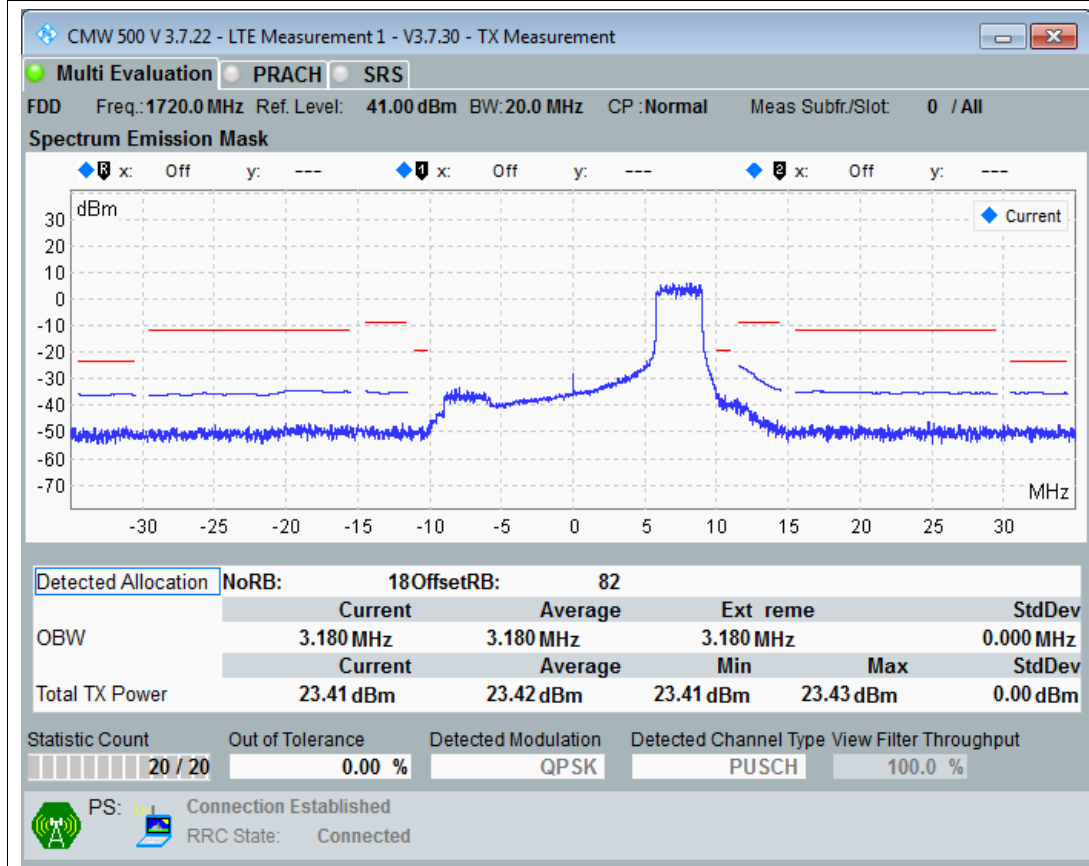 CMW 500 V 3.7.22 - LTE Measurement 1 - V3.7.30 - TX Measurement
Multi Evaluation PRACH SRS
FDD Freq.: 1720.0 MHz Ref. Level: 41.00 dBm BW: 20.0 MHz CP : Normal Meas Subfr./Slot: 0 / All
Spectrum Emission Mask
R x: Off y: --- 1 x: Off y: --- 2 x: Off y: ---
dBm
Current
30
20
10
0
-10
-20
-30
-40
-50
-60
-70
MHz
-30 -25 -20 -15 -10 -5 0 5 10 15 20 25 30
Detected Allocation NoRB: 18 OffsetRB: 82
Current Average Ext reme StdDev
OBW 3.180 MHz 3.180 MHz 3.180 MHz 0.000 MHz
Current Average Min Max StdDev
Total TX Power 23.41 dBm 23.42 dBm 23.41 dBm 23.43 dBm 0.00 dBm
Statistic Count Out of Tolerance Detected Modulation Detected Channel Type View Filter Throughput
20 / 20 0.00 % QPSK PUSCH 100.0 %
PS: Connection Established
RRC State: Connected